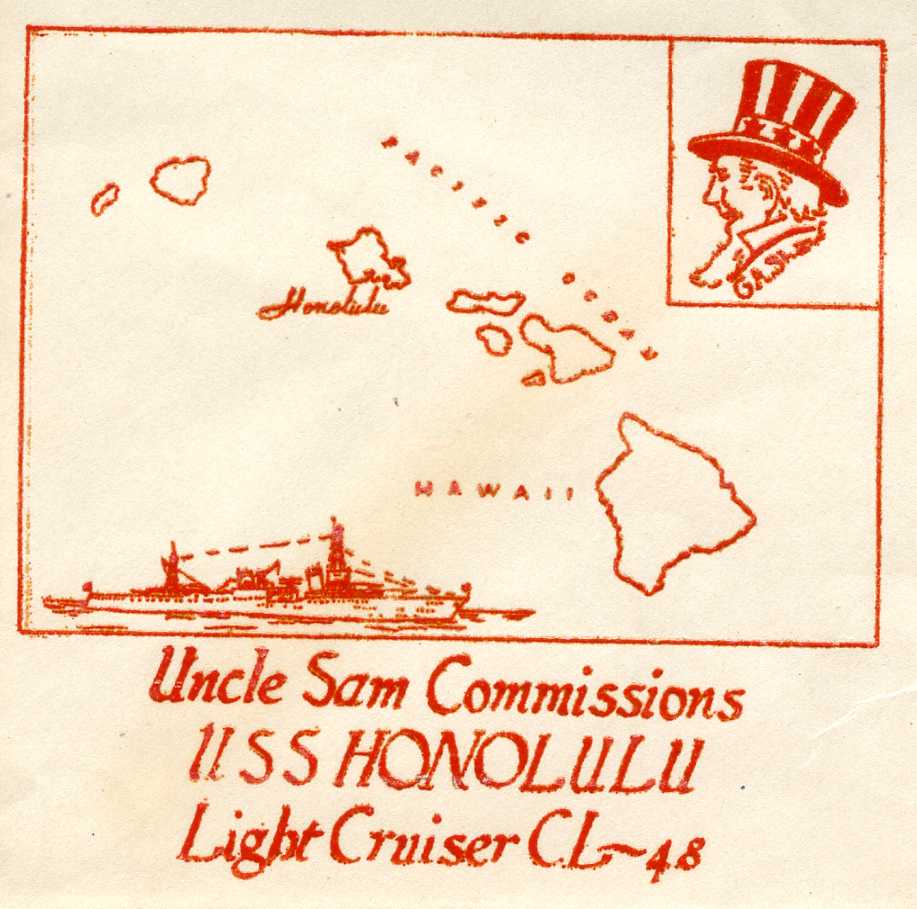 PACIFIC OCEAN
Honolulu
HAWAII
Uncle Sam Commissions
USS HONOLULU
Light Cruiser CL~48